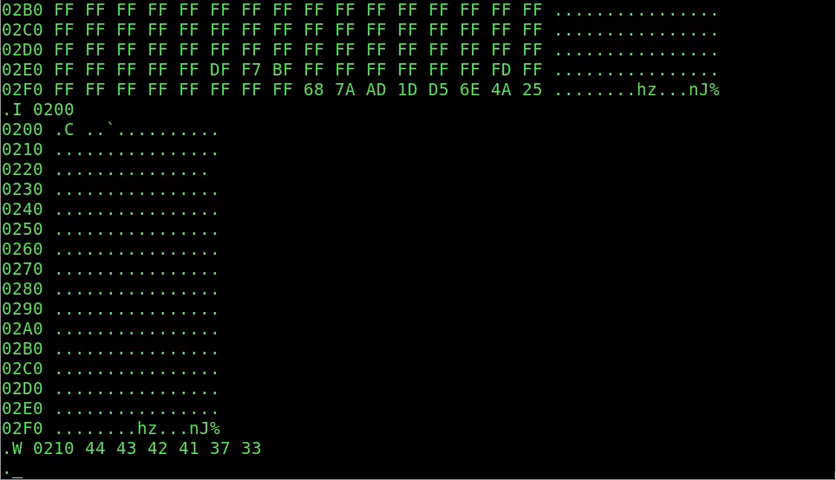 02B0 FF FF FF FF FF FF FF FF FF FF FF FF FF FF FF FF ................
02C0 FF FF FF FF FF FF FF FF FF FF FF FF FF FF FF FF ................
02D0 FF FF FF FF FF FF FF FF FF FF FF FF FF FF FF FF ................
02E0 FF FF FF FF FF DF F7 BF FF FF FF FF FF FF FD FF ................
02F0 FF FF FF FF FF FF FF FF 68 7A AD 1D D5 6E 4A 25 ........hz...nJ%
.I 0200
0200 .C ..`..........
0210 ................
0220 ...............
0230 ................
0240 ................
0250 ................
0260 ................
0270 ................
0280 ................
0290 ................
02A0 ................
02B0 ................
02C0 ................
02D0 ................
02E0 ................
02F0 ........hz...nJ%
.W 0210 44 43 42 41 37 33
._